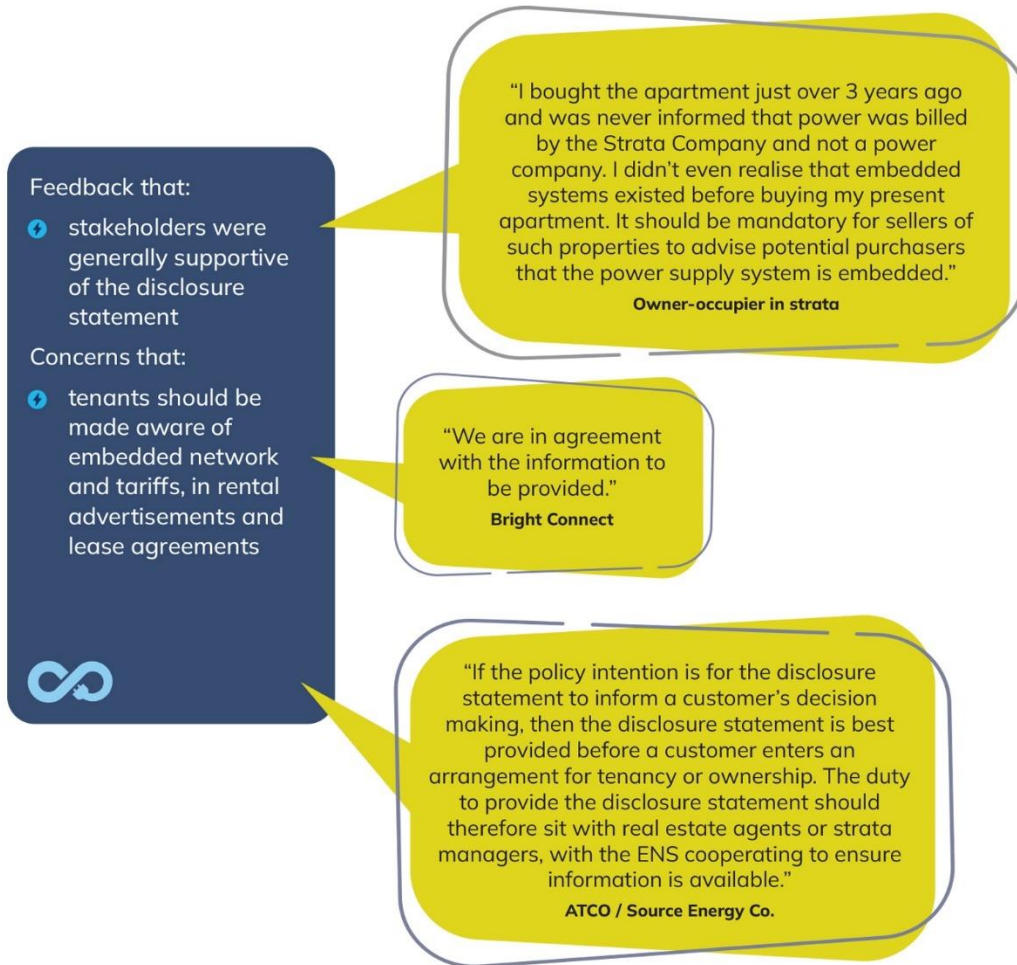 Feedback that:
stakeholders were
generally supportive
of the disclosure
statement
Concerns that:
tenants should be
made aware of
embedded network
and tariffs, in rental
advertisements and
lease agreements
“I bought the apartment just over 3 years ago
and was never informed that power was billed
by the Strata Company and not a power
company. I didn’t even realise that embedded
systems existed before buying my present
apartment. It should be mandatory for sellers of
such properties to advise potential purchasers
that the power supply system is embedded.”
Owner-occupier in strata
“We are in agreement
with the information to
be provided.”
Bright Connect
“If the policy intention is for the disclosure
statement to inform a customer’s decision
making, then the disclosure statement is best
provided before a customer enters an
arrangement for tenancy or ownership. The duty
to provide the disclosure statement should
therefore sit with real estate agents or strata
managers, with the ENS cooperating to ensure
information is available.”
ATCO / Source Energy Co.